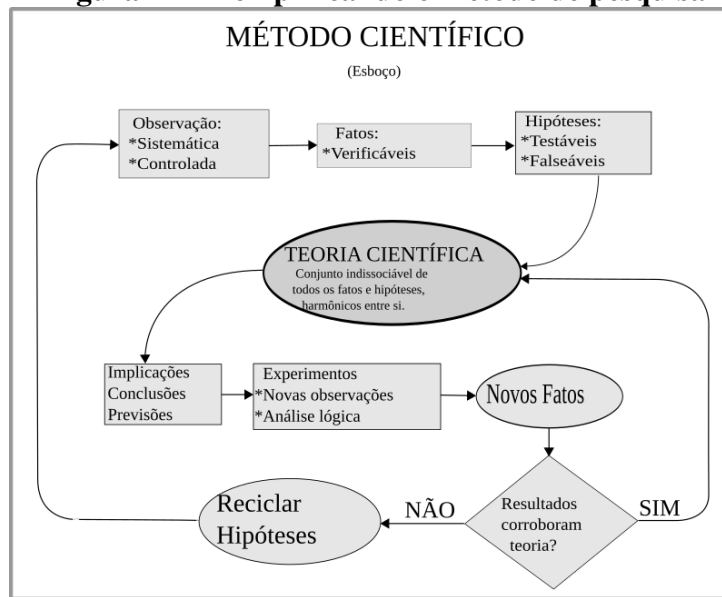 MÉTODO CIENTÍFICO
(Esboço)
Observação:
*Sistemática
*Controlada
Fatos:
*Verificáveis
Hipóteses:
*Testáveis
*Falseáveis
TEORIA CIENTÍFICA
Conjunto indissociável de
todos os fatos e hipóteses,
harmônicos entre si.
Implicações
Conclusões
Previsões
Experimentos
*Novas observações
*Análise lógica
Novos Fatos
Resultados
corroboram
teoria?
SIM
NÃO
Reciclar
Hipóteses